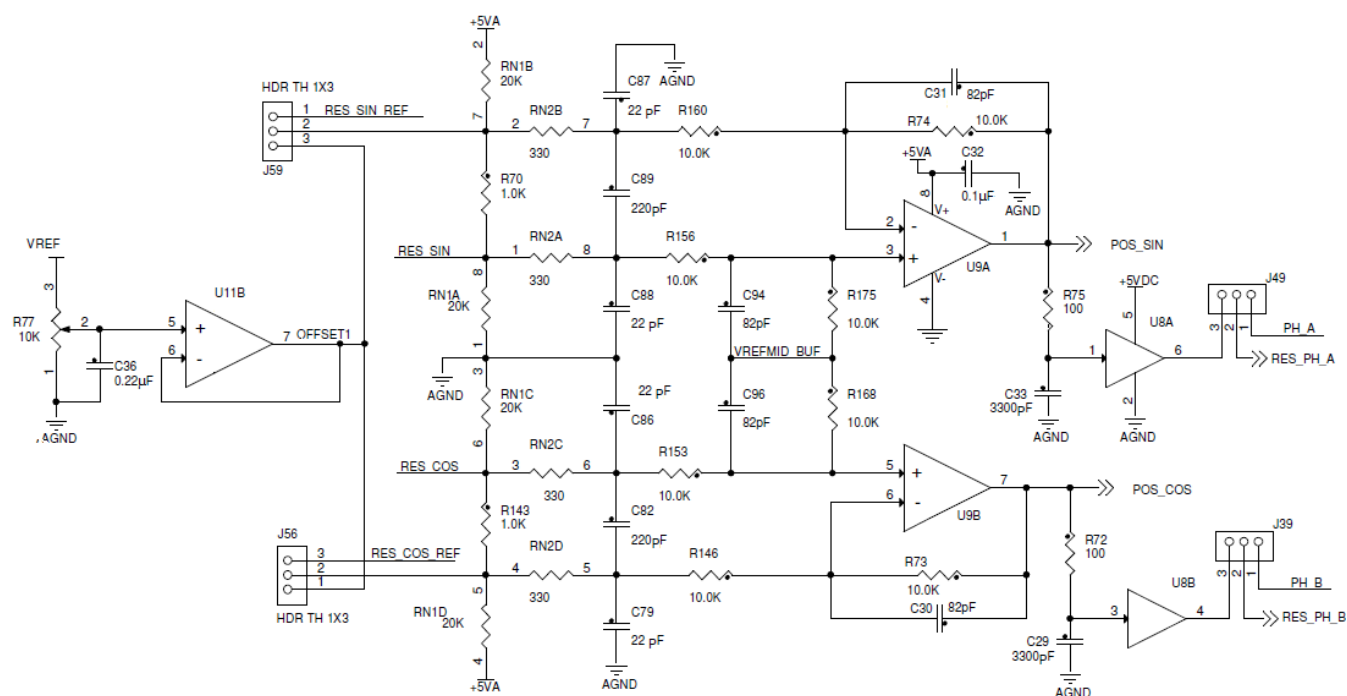 +5VA
2
RN1B
20K
7
HDR TH 1X3
1 RES_SIN_REF
2
3
J59
RN2B
2 7
330
C87
22 pF
AGND
R160
10.0K
C31
82pF
R74
10.0K
+5VA
C32
0.1µF
AGND
8
V+
2
-
3
+
1
U9A
V-
4
POS_SIN
R70
1.0K
C89
220pF
RES_SIN
RN2A
1 8
330
8
R156
10.0K
RN1A
20K
1
C88
22 pF
C94
82pF
R175
10.0K
VREFMID_BUF
VREF
3
R77
10K
2
1
C36
0.22µF
AGND
U11B
5
+
6
-
7 OFFSET1
AGND
3
RN1C
20K
6
22 pF
C86
C96
82pF
R168
10.0K
R75
100
+5VDC
5
U8A
1
6
2
AGND
C33
3300pF
AGND
J49
3
2
1
PH_A
RES_PH_A
RES_COS
RN2C
3 6
330
R153
10.0K
5
+
6
-
7
U9B
POS_COS
R143
1.0K
C82
220pF
J56
3 RES_COS_REF
2
1
HDR TH 1X3
RN2D
4 5
330
5
RN1D
20K
4
+5VA
R146
10.0K
R73
10.0K
C30
82pF
C79
22 pF
AGND
R72
100
C29
3300pF
AGND
3
U8B
4
J39
3
2
1
PH_B
RES_PH_B